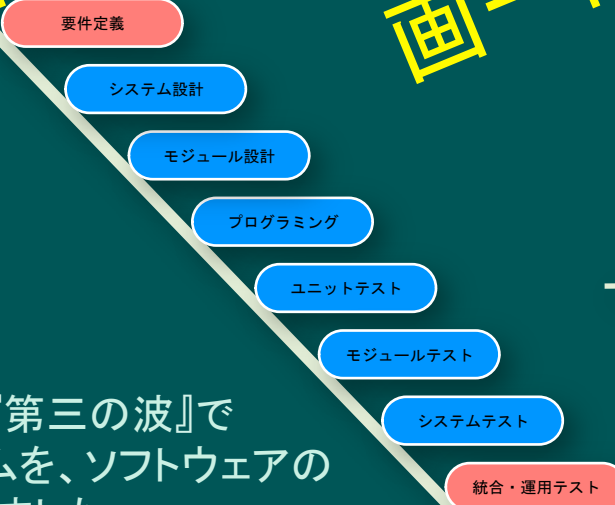 要件定義
画
システム設計
モジュール設計
プログラミング
ユニットテスト
モジュールテスト
『第三の波』で
システムテスト
ムを、ソフトウェアの
統合・運用テスト